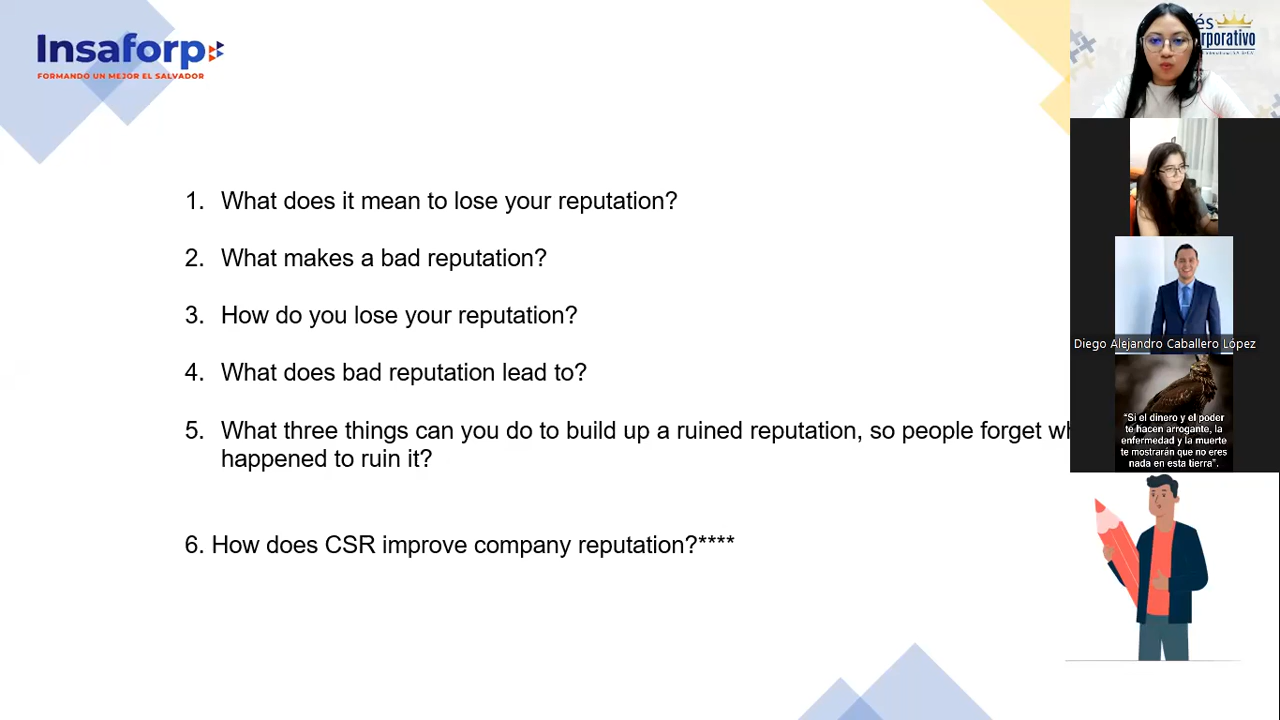 Insaforp
FORMANDO UN MEJOR EL SALVADOR
1. What does it mean to lose your reputation?
2. What makes a bad reputation?
3. How do you lose your reputation?
4. What does bad reputation lead to?
5. What three things can you do to build up a ruined reputation, so people forget
happened to ruin it?
6. How does CSR improve company reputation?****
Diego Alejandro Caballero López
"Si el dinero y el poder
te hacen arrogante, la
enfermedad y la muerte
te mostrarán que no eres
nada en esta tierra".